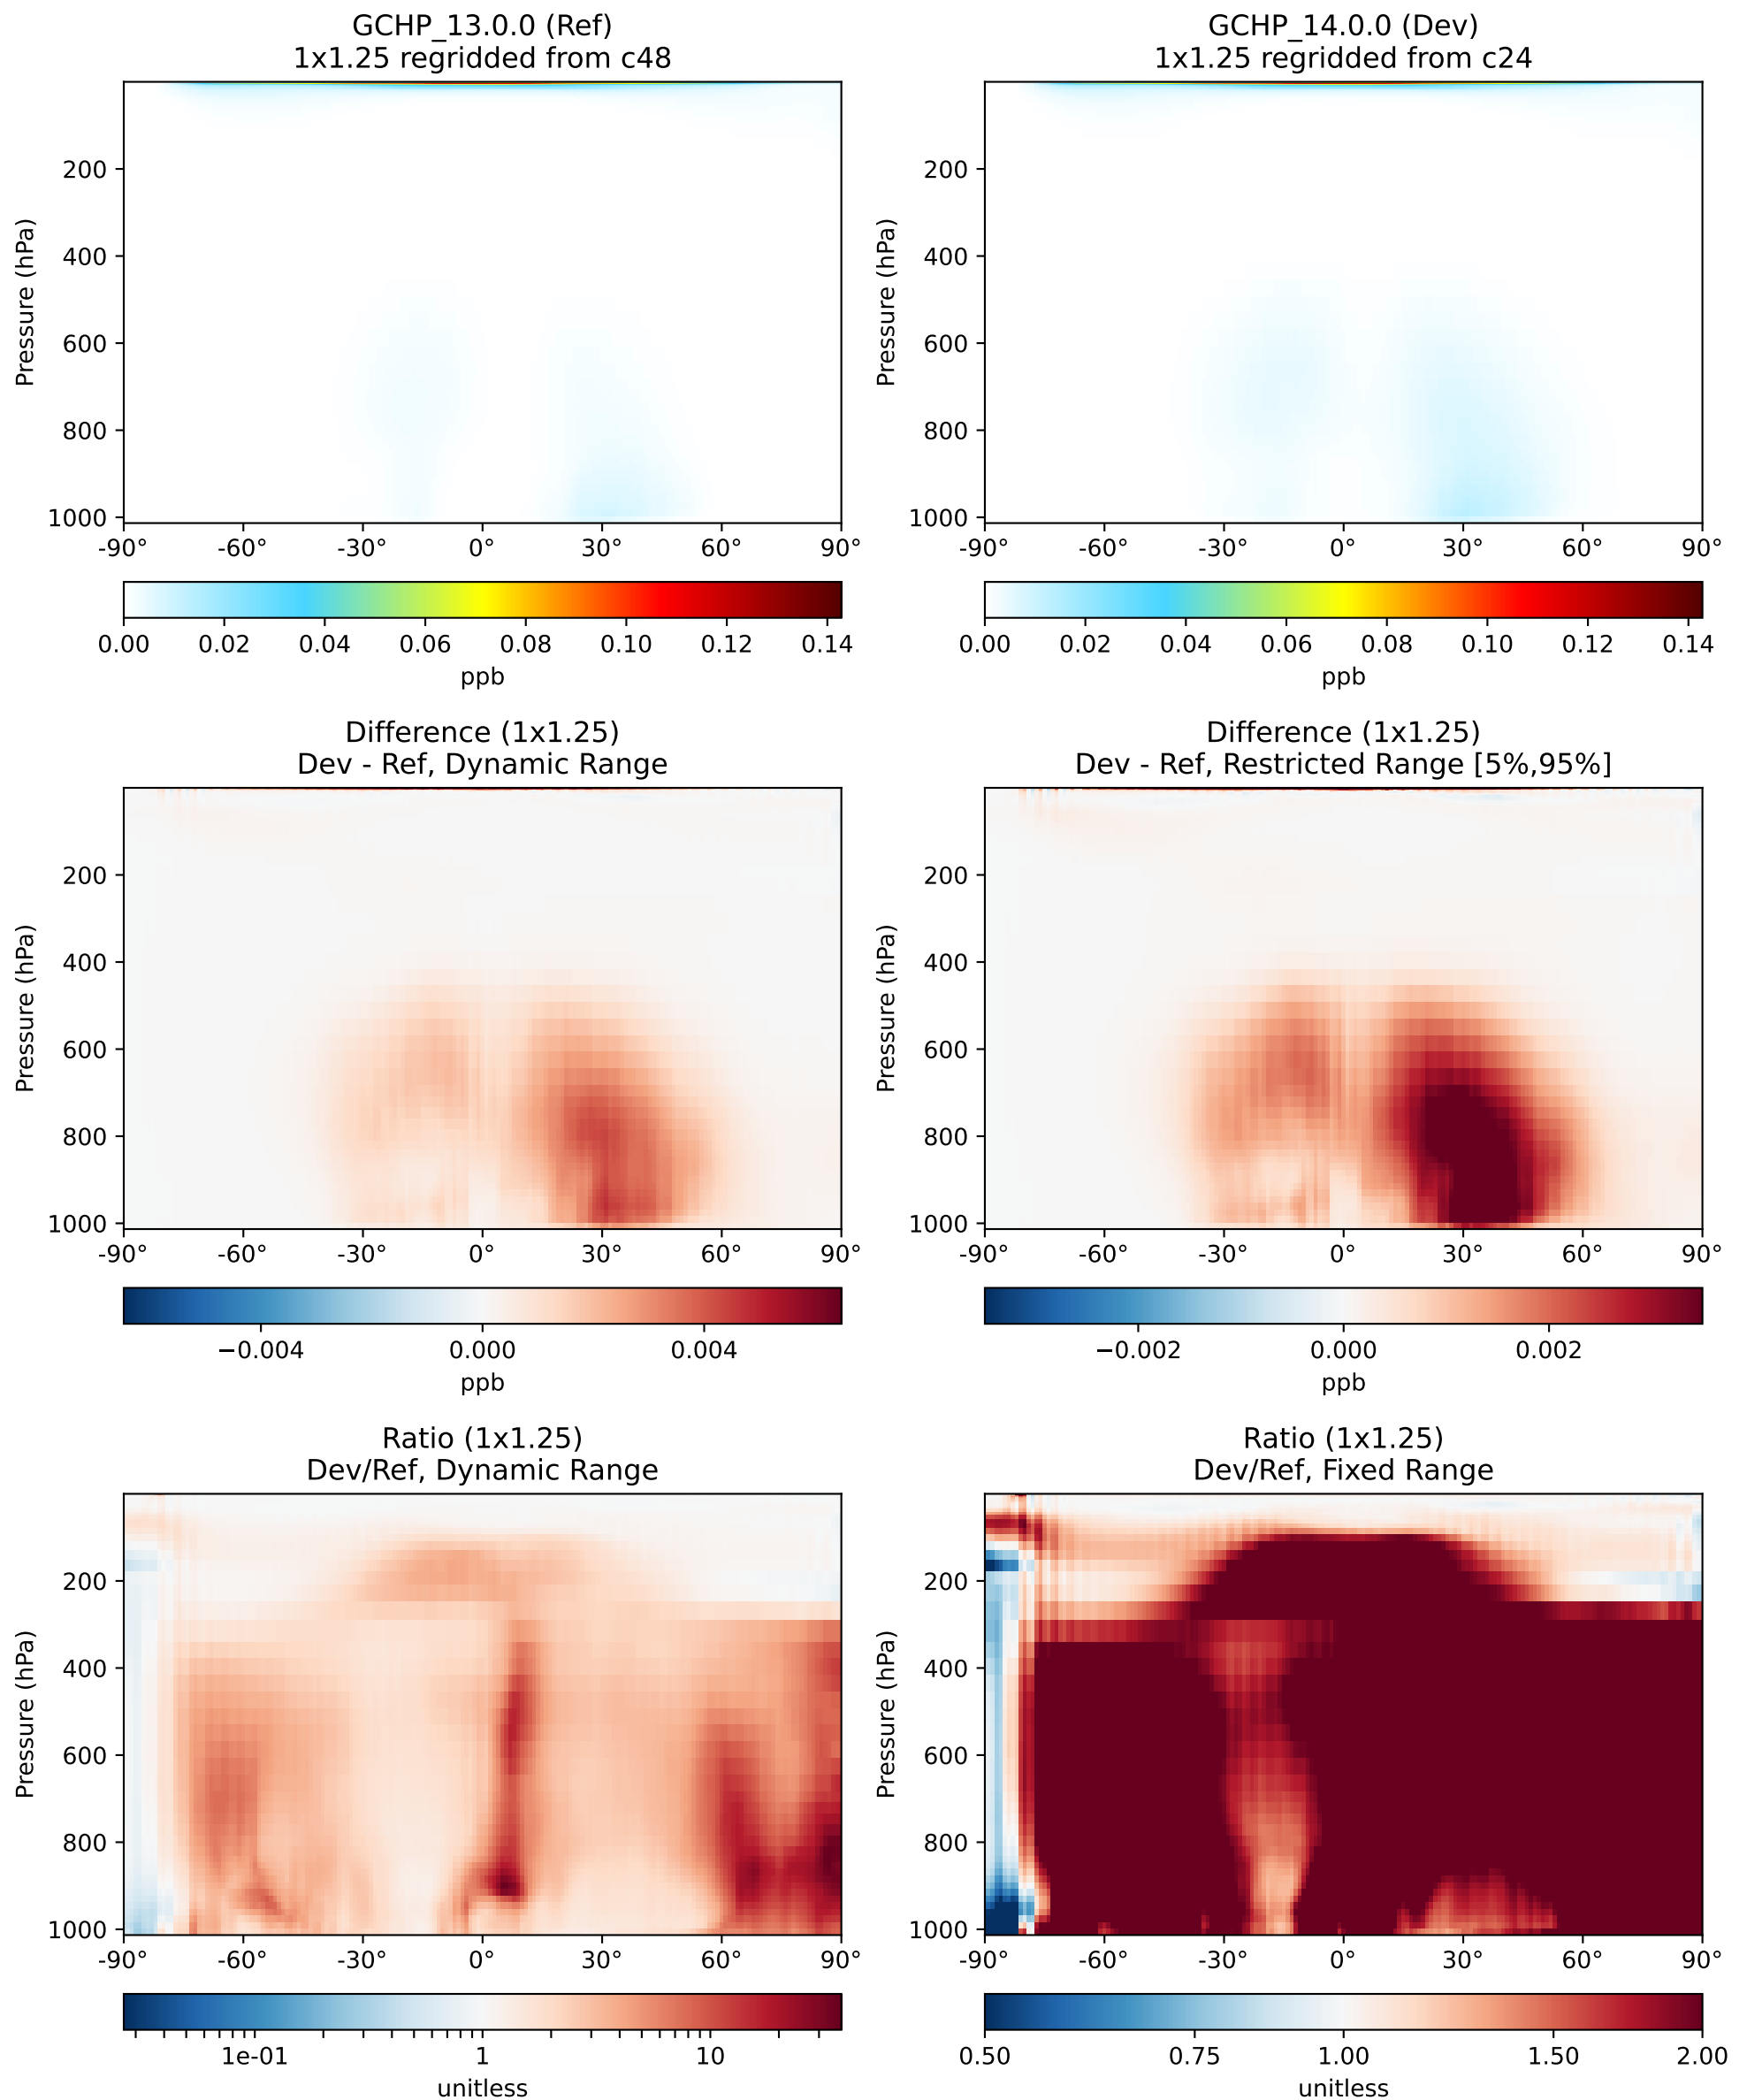 GCHP_13.0.0 (Ref)
1x1.25 regridded from c48
Pressure (hPa)
200
400
600
800
1000
-90° -60° -30° 0° 30° 60° 90°
0.00 0.02 0.04 0.06 0.08 0.10 0.12 0.14
ppb
GCHP_14.0.0 (Dev)
1x1.25 regridded from c24
Pressure (hPa)
200
400
600
800
1000
-90° -60° -30° 0° 30° 60° 90°
0.00 0.02 0.04 0.06 0.08 0.10 0.12 0.14
ppb
Difference (1x1.25)
Dev - Ref, Dynamic Range
Pressure (hPa)
200
400
600
800
1000
-90° -60° -30° 0° 30° 60° 90°
−0.004 0.000 0.004
ppb
Difference (1x1.25)
Dev - Ref, Restricted Range [5%,95%]
Pressure (hPa)
200
400
600
800
1000
-90° -60° -30° 0° 30° 60° 90°
−0.002 0.000 0.002
ppb
Ratio (1x1.25)
Dev/Ref, Dynamic Range
Pressure (hPa)
200
400
600
800
1000
-90° -60° -30° 0° 30° 60° 90°
1e-01 1 10
unitless
Ratio (1x1.25)
Dev/Ref, Fixed Range
Pressure (hPa)
200
400
600
800
1000
-90° -60° -30° 0° 30° 60° 90°
0.50 0.75 1.00 1.50 2.00
unitless